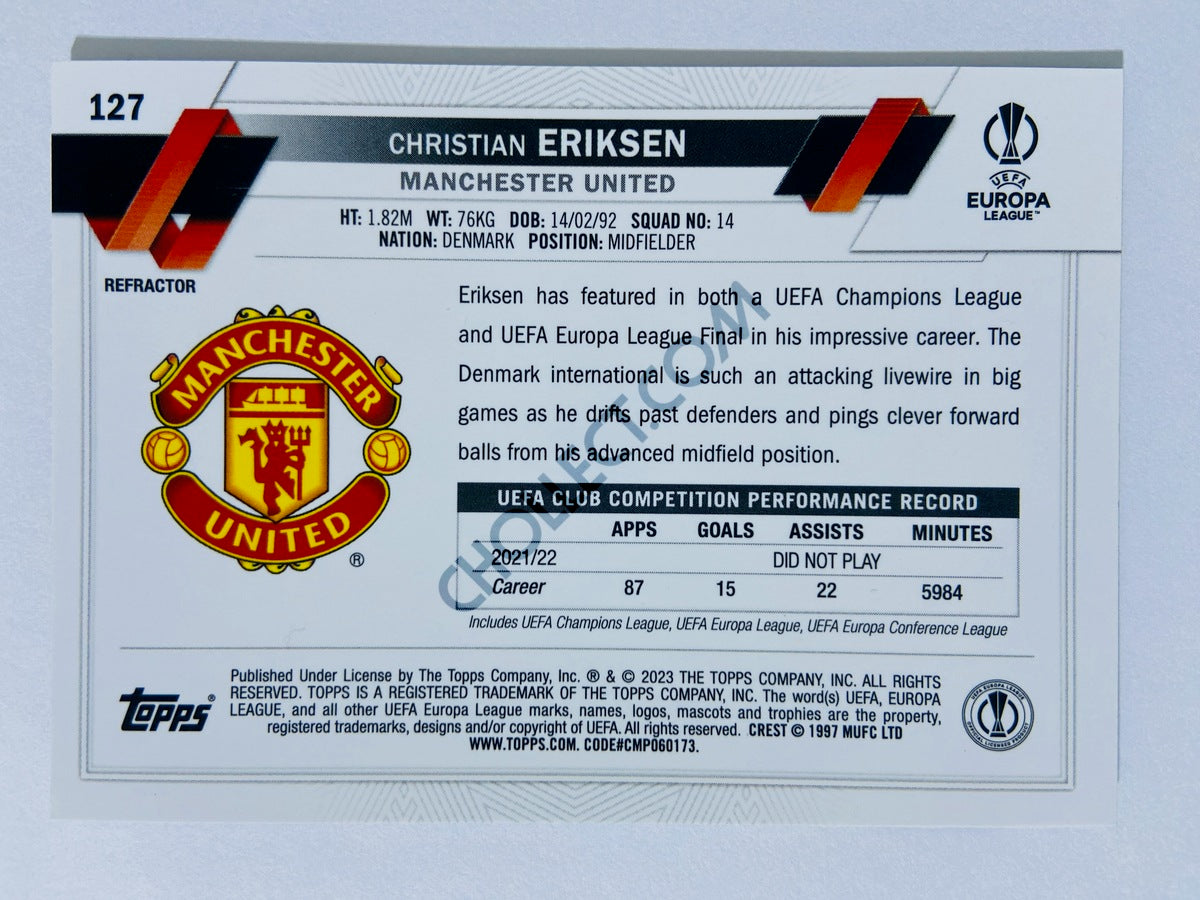 127
CHRISTIAN ERIKSEN
MANCHESTER UNITED
HT: 1.82M WT: 76KG DOB: 14/02/92 SQUAD NO: 14
NATION: DENMARK POSITION: MIDFIELDER
UEFA
EUROPA
LEAGUE™
REFRACTOR
MANCHESTER
UNITED
®
Eriksen has featured in both a UEFA Champions League
and UEFA Europa League Final in his impressive career. The
Denmark international is such an attacking livewire in big
games as he drifts past defenders and pings clever forward
balls from his advanced midfield position.
CHOLLECT.COM
UEFA CLUB COMPETITION PERFORMANCE RECORD
APPS GOALS ASSISTS MINUTES
2021/22 DID NOT PLAY
Career 87 15 22 5984
Includes UEFA Champions League, UEFA Europa League, UEFA Europa Conference League
topps®
Published Under License by The Topps Company, Inc. ® & © 2023 THE TOPPS COMPANY, INC. ALL RIGHTS
RESERVED. TOPPS IS A REGISTERED TRADEMARK OF THE TOPPS COMPANY, INC. The word(s) UEFA, EUROPA
LEAGUE, and all other UEFA Europa League marks, names, logos, mascots and trophies are the property,
registered trademarks, designs and/or copyright of UEFA. All rights reserved. CREST © 1997 MUFC LTD
WWW.TOPPS.COM. CODE#CMP060173.
UEFA EUROPA LEAGUE
OFFICIAL LICENSED PRODUCT